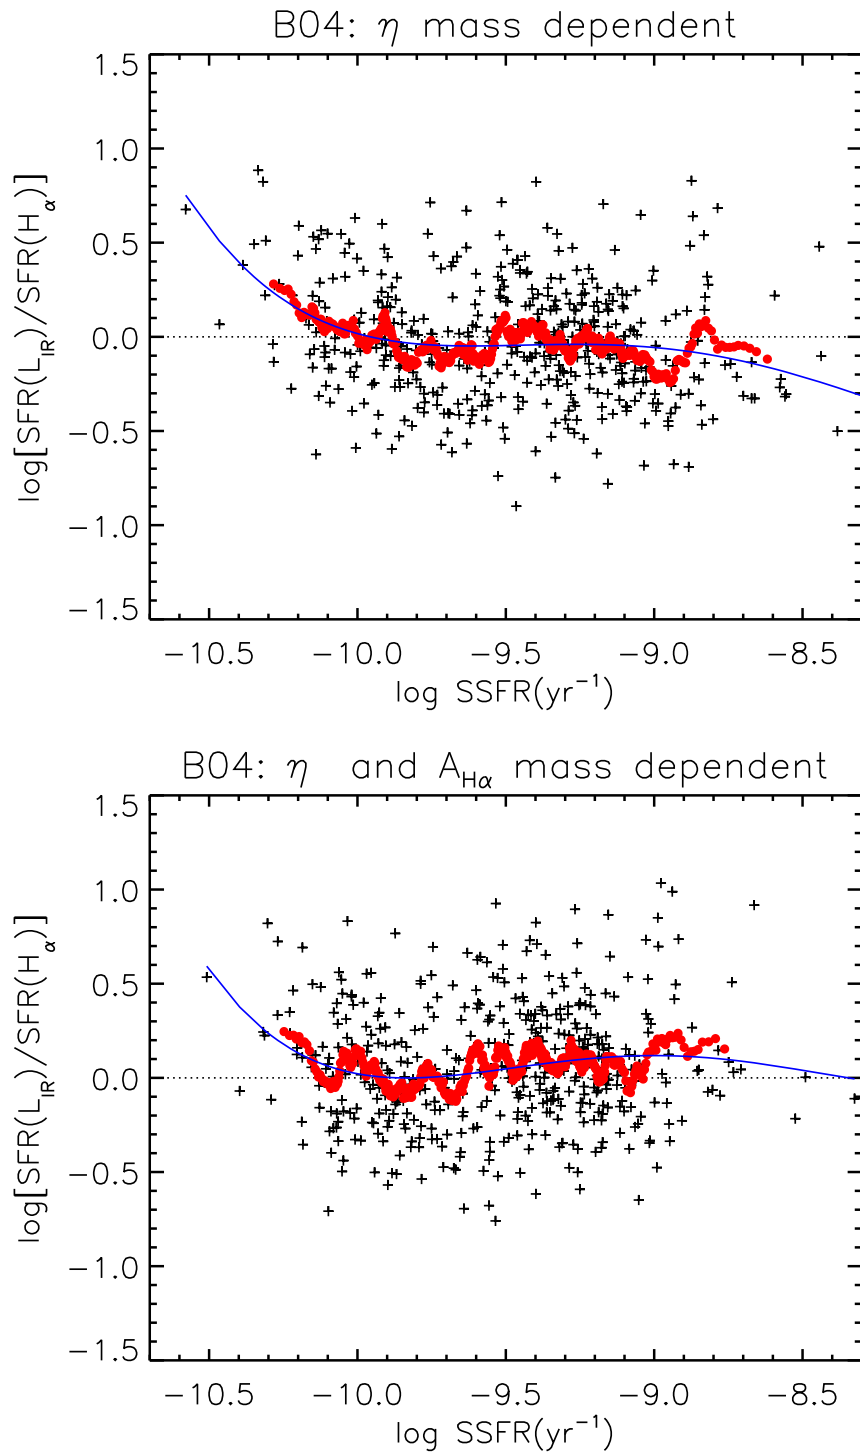 B04: η mass dependent
log[SFR(L_IR)/SFR(H_α)]
1.5
1.0
0.5
0.0
−0.5
−1.0
−1.5
−10.5 −10.0 −9.5 −9.0 −8.5
log SSFR(yr⁻¹)
B04: η and A_Hα mass dependent
log[SFR(L_IR)/SFR(H_α)]
1.5
1.0
0.5
0.0
−0.5
−1.0
−1.5
−10.5 −10.0 −9.5 −9.0 −8.5
log SSFR(yr⁻¹)